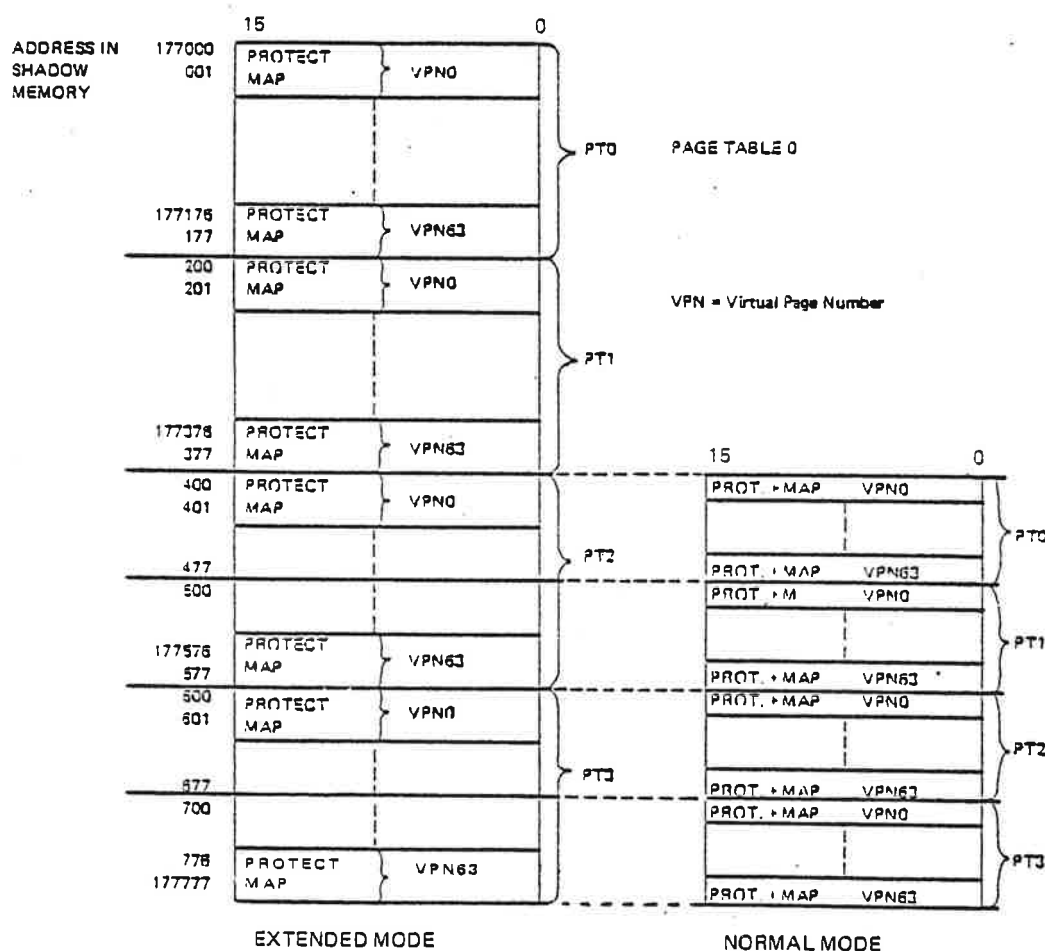 15 0
ADDRESS IN
SHADOW
MEMORY
177000
001
PROTECT
MAP
VPN0
PT0
PAGE TABLE 0
177176
177
PROTECT
MAP
VPN63
200
201
PROTECT
MAP
VPN0
VPN = Virtual Page Number
PT1
177376
377
PROTECT
MAP
VPN63
15 0
400
401
PROTECT
MAP
VPN0
PROT. + MAP VPN0
PT0
PT2
477
PROT. + MAP VPN63
500
PROT. + M VPN0
PT1
177576
577
PROTECT
MAP
VPN63
PROT. + MAP VPN63
600
601
PROTECT
MAP
VPN0
PROT. + MAP VPN0
PT2
PT3
677
PROT. + MAP VPN63
700
PROT. + MAP VPN0
PT3
776
177777
PROTECT
MAP
VPN63
PROT. + MAP VPN63
EXTENDED MODE
NORMAL MODE